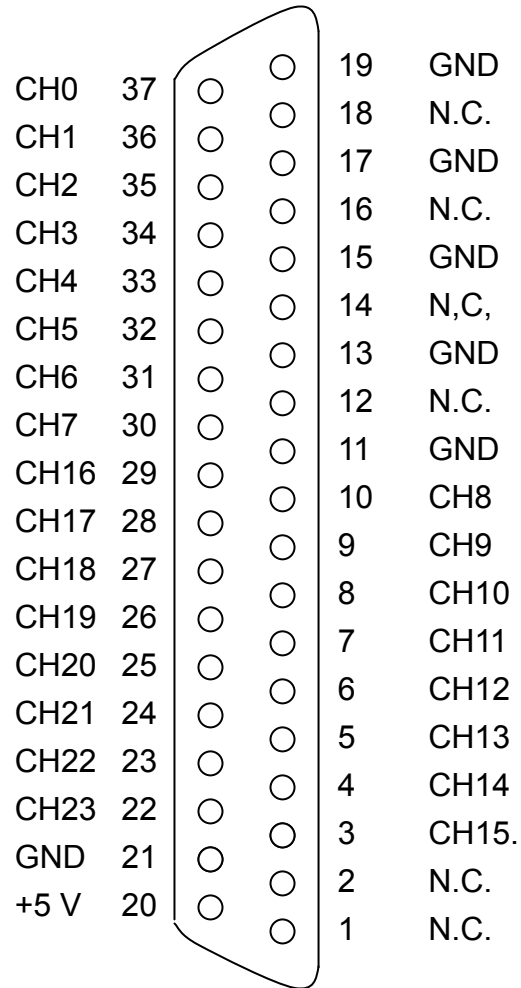 19 GND
CH0 37
18 N.C.
CH1 36
17 GND
CH2 35
16 N.C.
CH3 34
15 GND
CH4 33
14 N,C,
CH5 32
13 GND
CH6 31
12 N.C.
CH7 30
11 GND
CH16 29
10 CH8
CH17 28
9 CH9
CH18 27
8 CH10
CH19 26
7 CH11
CH20 25
6 CH12
CH21 24
5 CH13
CH22 23
4 CH14
CH23 22
3 CH15.
GND 21
2 N.C.
+5 V 20
1 N.C.